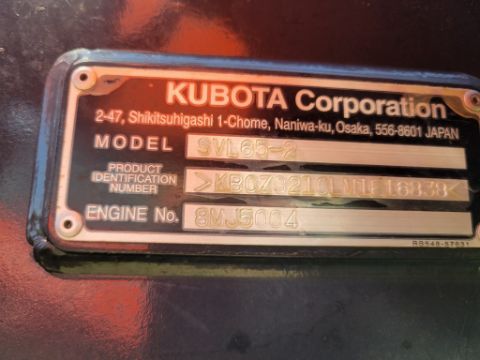 KUBOTA Corporation
2-47, Shikitsuhigashi 1-Chome, Naniwa-ku, Osaka, 556-8601 JAPAN
MODEL SVL65-2
PRODUCT
IDENTIFICATION
NUMBER
ENGINE No. 8MJ5004